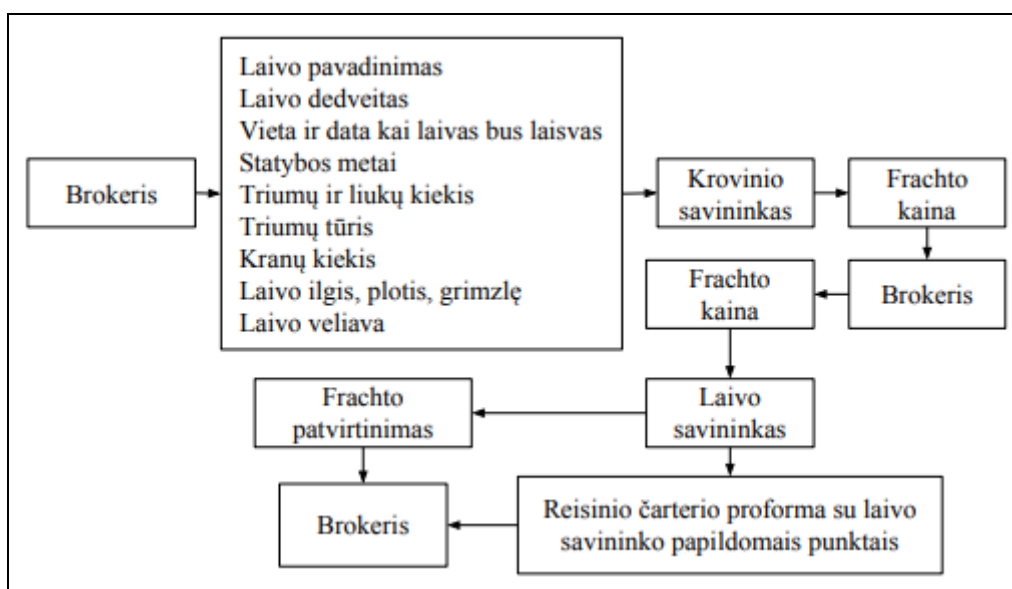 Brokeris
Laivo pavadinimas
Laivo dedveitas
Vieta ir data kai laivas bus laisvas
Statybos metai
Triumų ir liukų kiekis
Triumų tūris
Kranų kiekis
Laivo ilgis, plotis, grimzlę
Laivo veliava
Krovinio
savininkas
Frachto
kaina
Brokeris
Frachto
kaina
Laivo
savininkas
Frachto
patvirtinimas
Reisinio čarterio proforma su laivo
savininko papildomais punktais
Brokeris